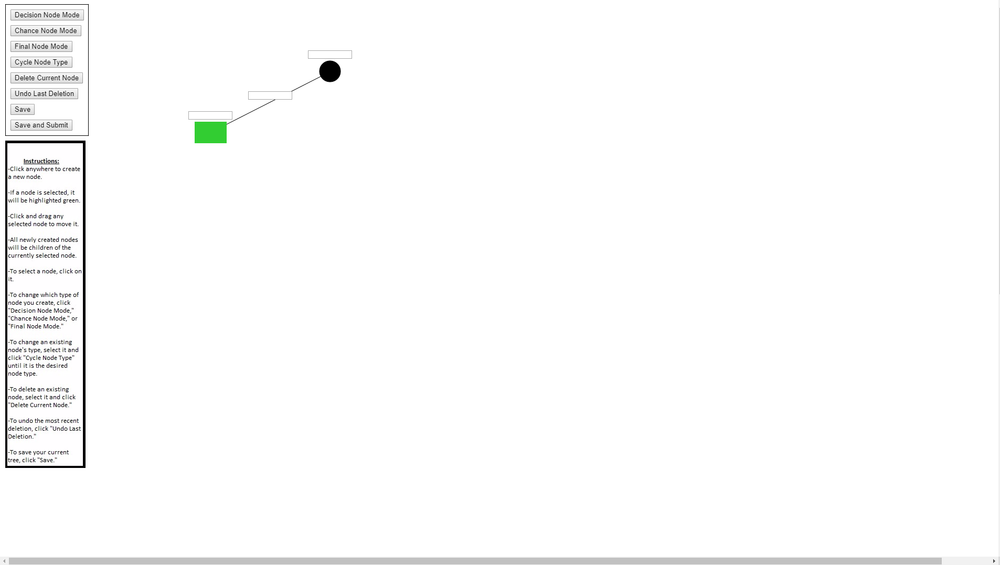 Decision Node Mode
Chance Node Mode
Final Node Mode
Cycle Node Type
Delete Current Node
Undo Last Deletion
Save
Save and Submit
Instructions:
-Click anywhere to create
a new node.
-If a node is selected, it
will be highlighted green.
-Click and drag any
selected node to move it.
-All newly created nodes
will be children of the
currently selected node.
-To select a node, click on
it.
-To change which type of
node you create, click
"Decision Node Mode,"
"Chance Node Mode," or
"Final Node Mode."
-To change an existing
node's type, select it and
click "Cycle Node Type"
until it is the desired
node type.
-To delete an existing
node, select it and click
"Delete Current Node."
-To undo the most recent
deletion, click "Undo Last
Deletion."
-To save your current
tree, click "Save."